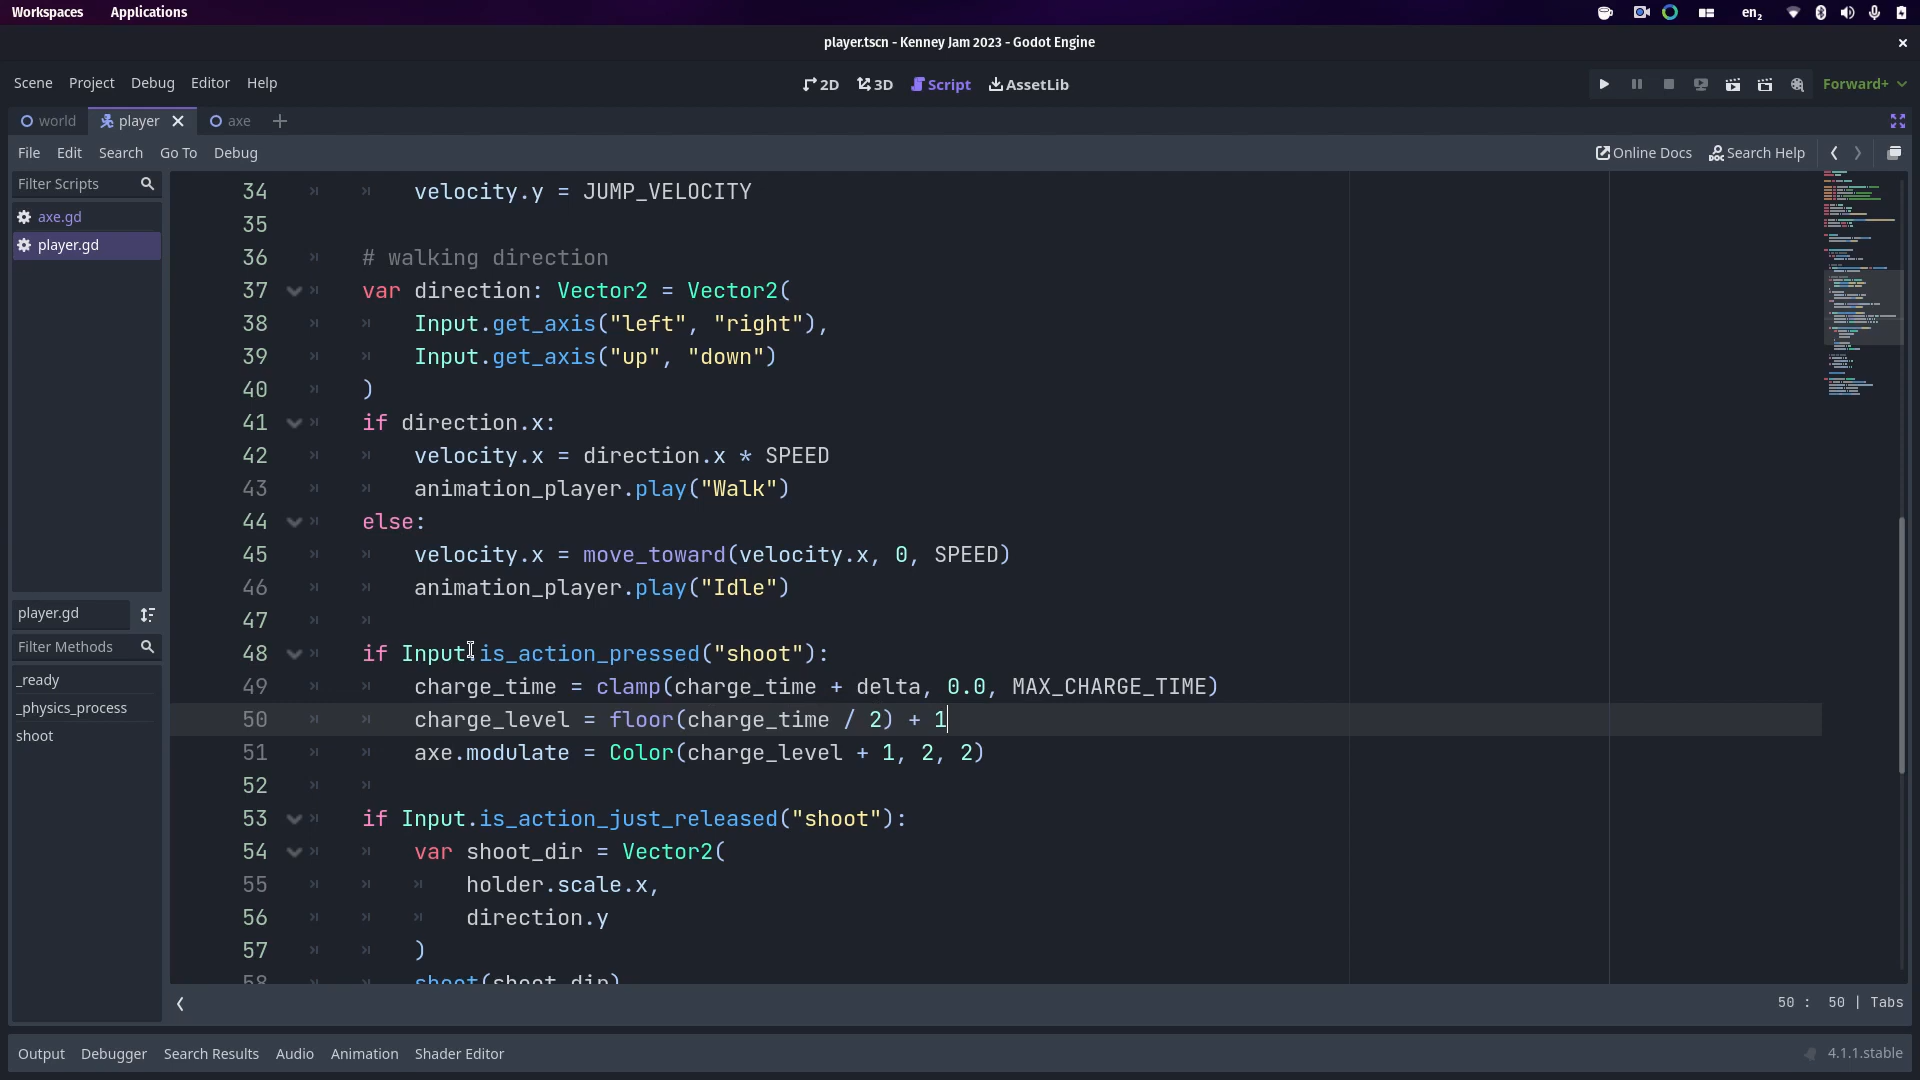 Workspaces Applications en₂
player.tscn - Kenney Jam 2023 - Godot Engine
Scene Project Debug Editor Help 2D 3D Script AssetLib Forward+
world player axe
File Edit Search Go To Debug Online Docs Search Help
Filter Scripts
axe.gd
player.gd
player.gd
Filter Methods
_ready
_physics_process
shoot
34 velocity.y = JUMP_VELOCITY
35
36 # walking direction
37 var direction: Vector2 = Vector2(
38 Input.get_axis("left", "right"),
39 Input.get_axis("up", "down")
40 )
41 if direction.x:
42 velocity.x = direction.x * SPEED
43 animation_player.play("Walk")
44 else:
45 velocity.x = move_toward(velocity.x, 0, SPEED)
46 animation_player.play("Idle")
47
48 if Input.is_action_pressed("shoot"):
49 charge_time = clamp(charge_time + delta, 0.0, MAX_CHARGE_TIME)
50 charge_level = floor(charge_time / 2) + 1
51 axe.modulate = Color(charge_level + 1, 2, 2)
52
53 if Input.is_action_just_released("shoot"):
54 var shoot_dir = Vector2(
55 holder.scale.x,
56 direction.y
57 )
58 shoot(shoot_dir)
50 : 50 | Tabs
Output Debugger Search Results Audio Animation Shader Editor 4.1.1.stable